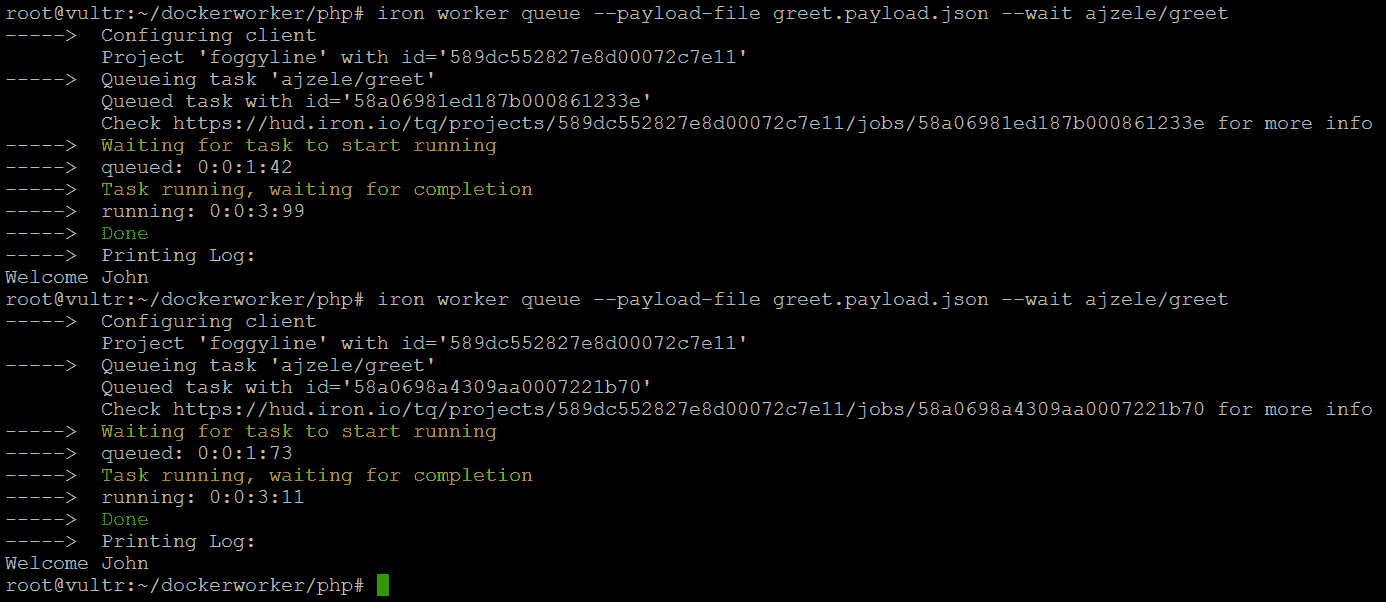 root@vultr:~/dockerworker/php# iron worker queue --payload-file greet.payload.json --wait ajzele/greet
-----> Configuring client
Project 'foggyline' with id='589dc552827e8d00072c7e11'
-----> Queueing task 'ajzele/greet'
Queued task with id='58a06981ed187b000861233e'
Check https://hud.iron.io/tq/projects/589dc552827e8d00072c7e11/jobs/58a06981ed187b000861233e for more info
-----> Waiting for task to start running
-----> queued: 0:0:1:42
-----> Task running, waiting for completion
-----> running: 0:0:3:99
-----> Done
-----> Printing Log:
Welcome John
root@vultr:~/dockerworker/php# iron worker queue --payload-file greet.payload.json --wait ajzele/greet
-----> Configuring client
Project 'foggyline' with id='589dc552827e8d00072c7e11'
-----> Queueing task 'ajzele/greet'
Queued task with id='58a0698a4309aa0007221b70'
Check https://hud.iron.io/tq/projects/589dc552827e8d00072c7e11/jobs/58a0698a4309aa0007221b70 for more info
-----> Waiting for task to start running
-----> queued: 0:0:1:73
-----> Task running, waiting for completion
-----> running: 0:0:3:11
-----> Done
-----> Printing Log:
Welcome John
root@vultr:~/dockerworker/php#